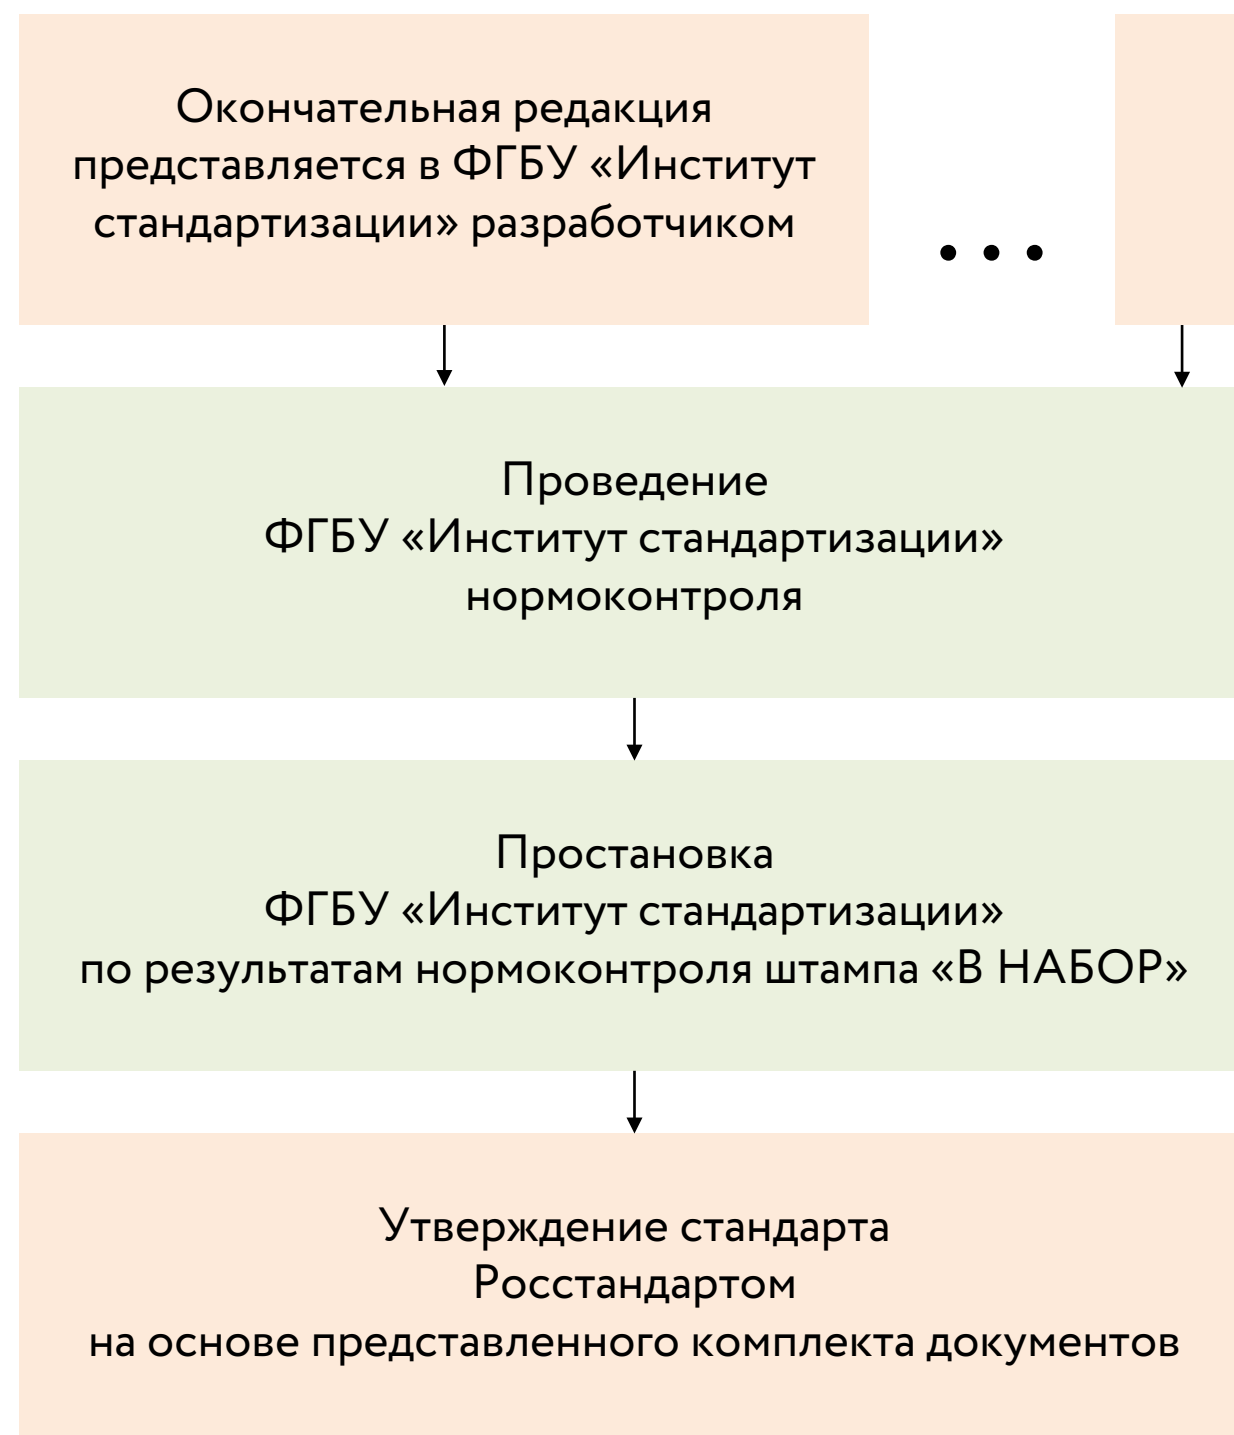 Окончательная редакция
представляется в ФГБУ «Институт
стандартизации» разработчиком
...
Проведение
ФГБУ «Институт стандартизации»
нормоконтроля
Простановка
ФГБУ «Институт стандартизации»
по результатам нормоконтроля штампа «В НАБОР»
Утверждение стандарта
Росстандартом
на основе представленного комплекта документов